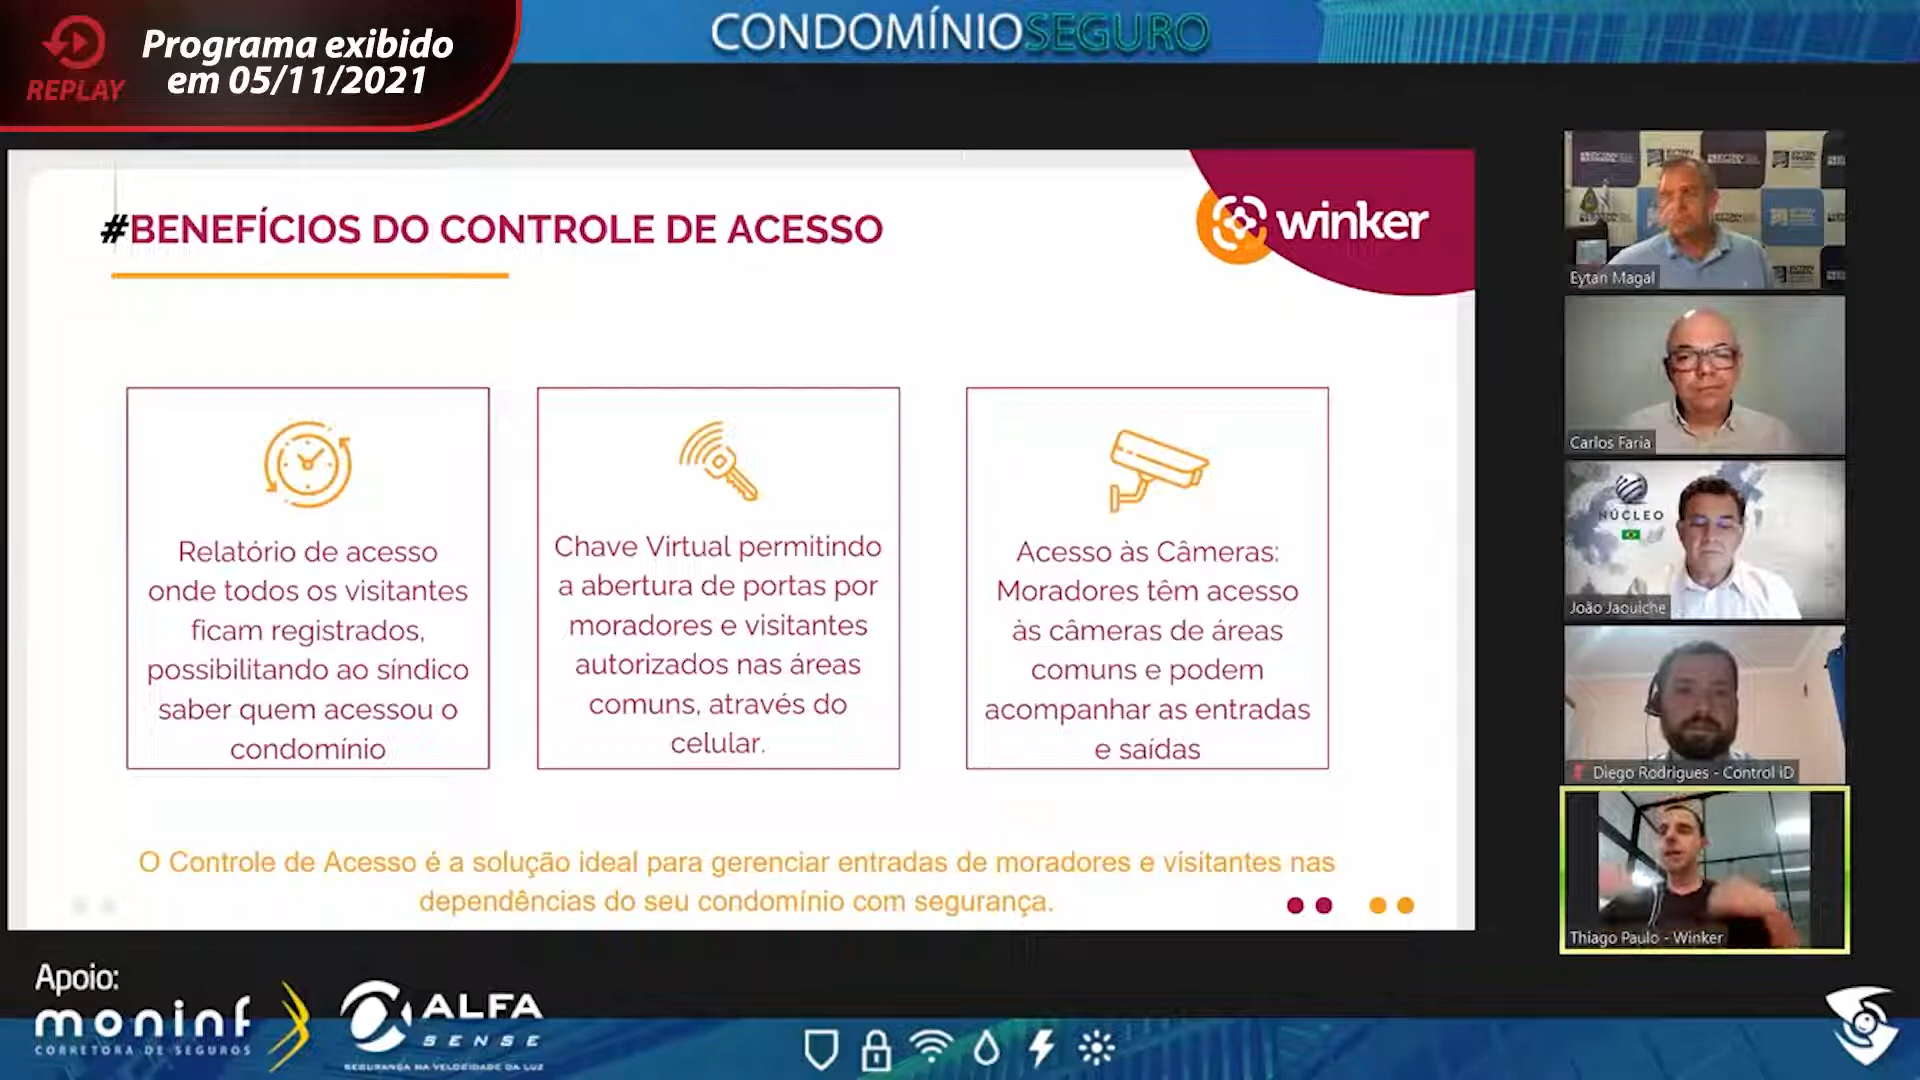 REPLAY
Programa exibido
em 05/11/2021
CONDOMÍNIOSEGURO
#BENEFÍCIOS DO CONTROLE DE ACESSO
winker
Relatório de acesso
onde todos os visitantes
ficam registrados,
possibilitando ao síndico
saber quem acessou o
condomínio
Chave Virtual permitindo
a abertura de portas por
moradores e visitantes
autorizados nas áreas
comuns, através do
celular.
Acesso às Câmeras:
Moradores têm acesso
às câmeras de áreas
comuns e podem
acompanhar as entradas
e saídas
O Controle de Acesso é a solução ideal para gerenciar entradas de moradores e visitantes nas
dependências do seu condomínio com segurança.
Eytan Magal
Carlos Faria
NÚCLEO
João Jaouiche
Diego Rodrigues - Control iD
Thiago Paulo - Winker
Apoio:
moninf
CORRETORA DE SEGUROS
ALFA
SENSE
SEGURANÇA NA VELOCIDADE DA LUZ